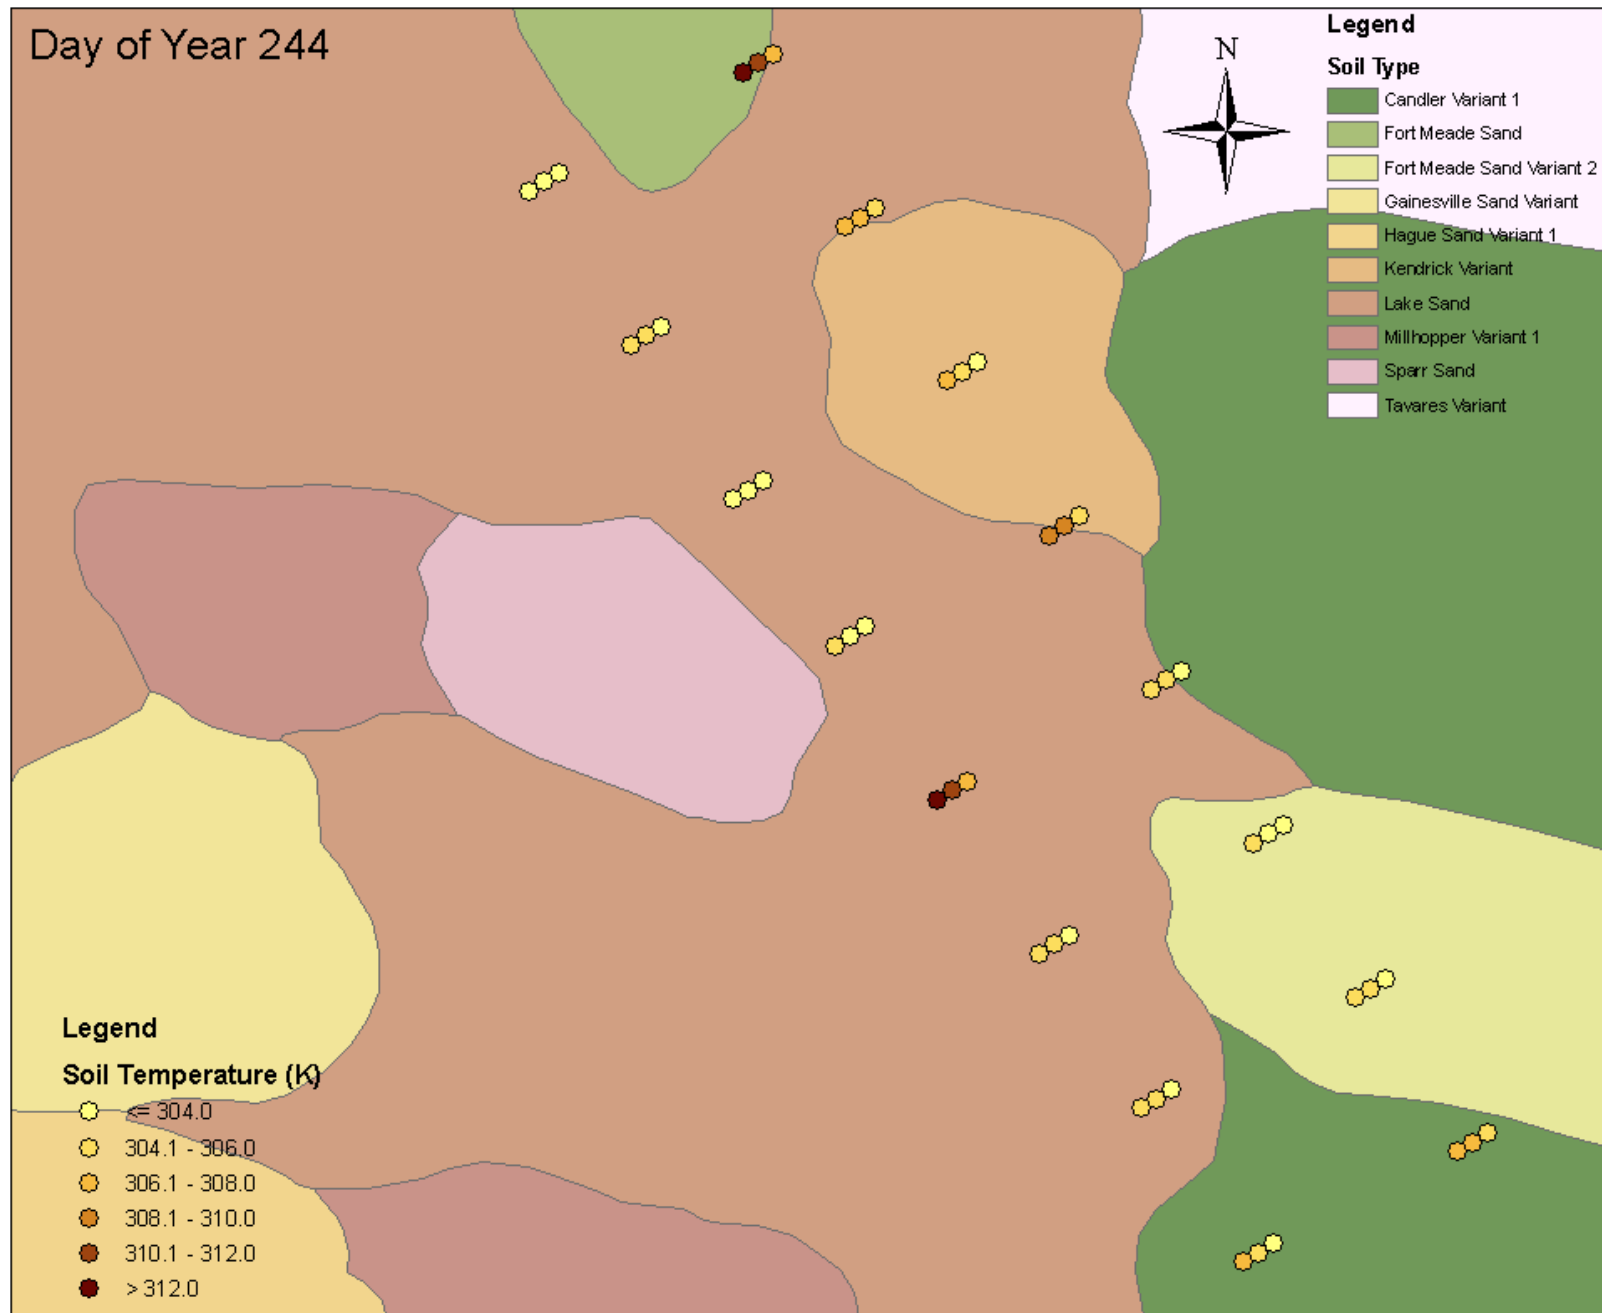 Day of Year 244
N
Legend
Soil Type
Candler Variant 1
Fort Meade Sand
Fort Meade Sand Variant 2
Gainesville Sand Variant
Hague Sand Variant 1
Kendrick Variant
Lake Sand
Millhopper Variant 1
Sparr Sand
Tavares Variant
Legend
Soil Temperature (K)
<= 304.0
304.1 - 306.0
306.1 - 308.0
308.1 - 310.0
310.1 - 312.0
> 312.0